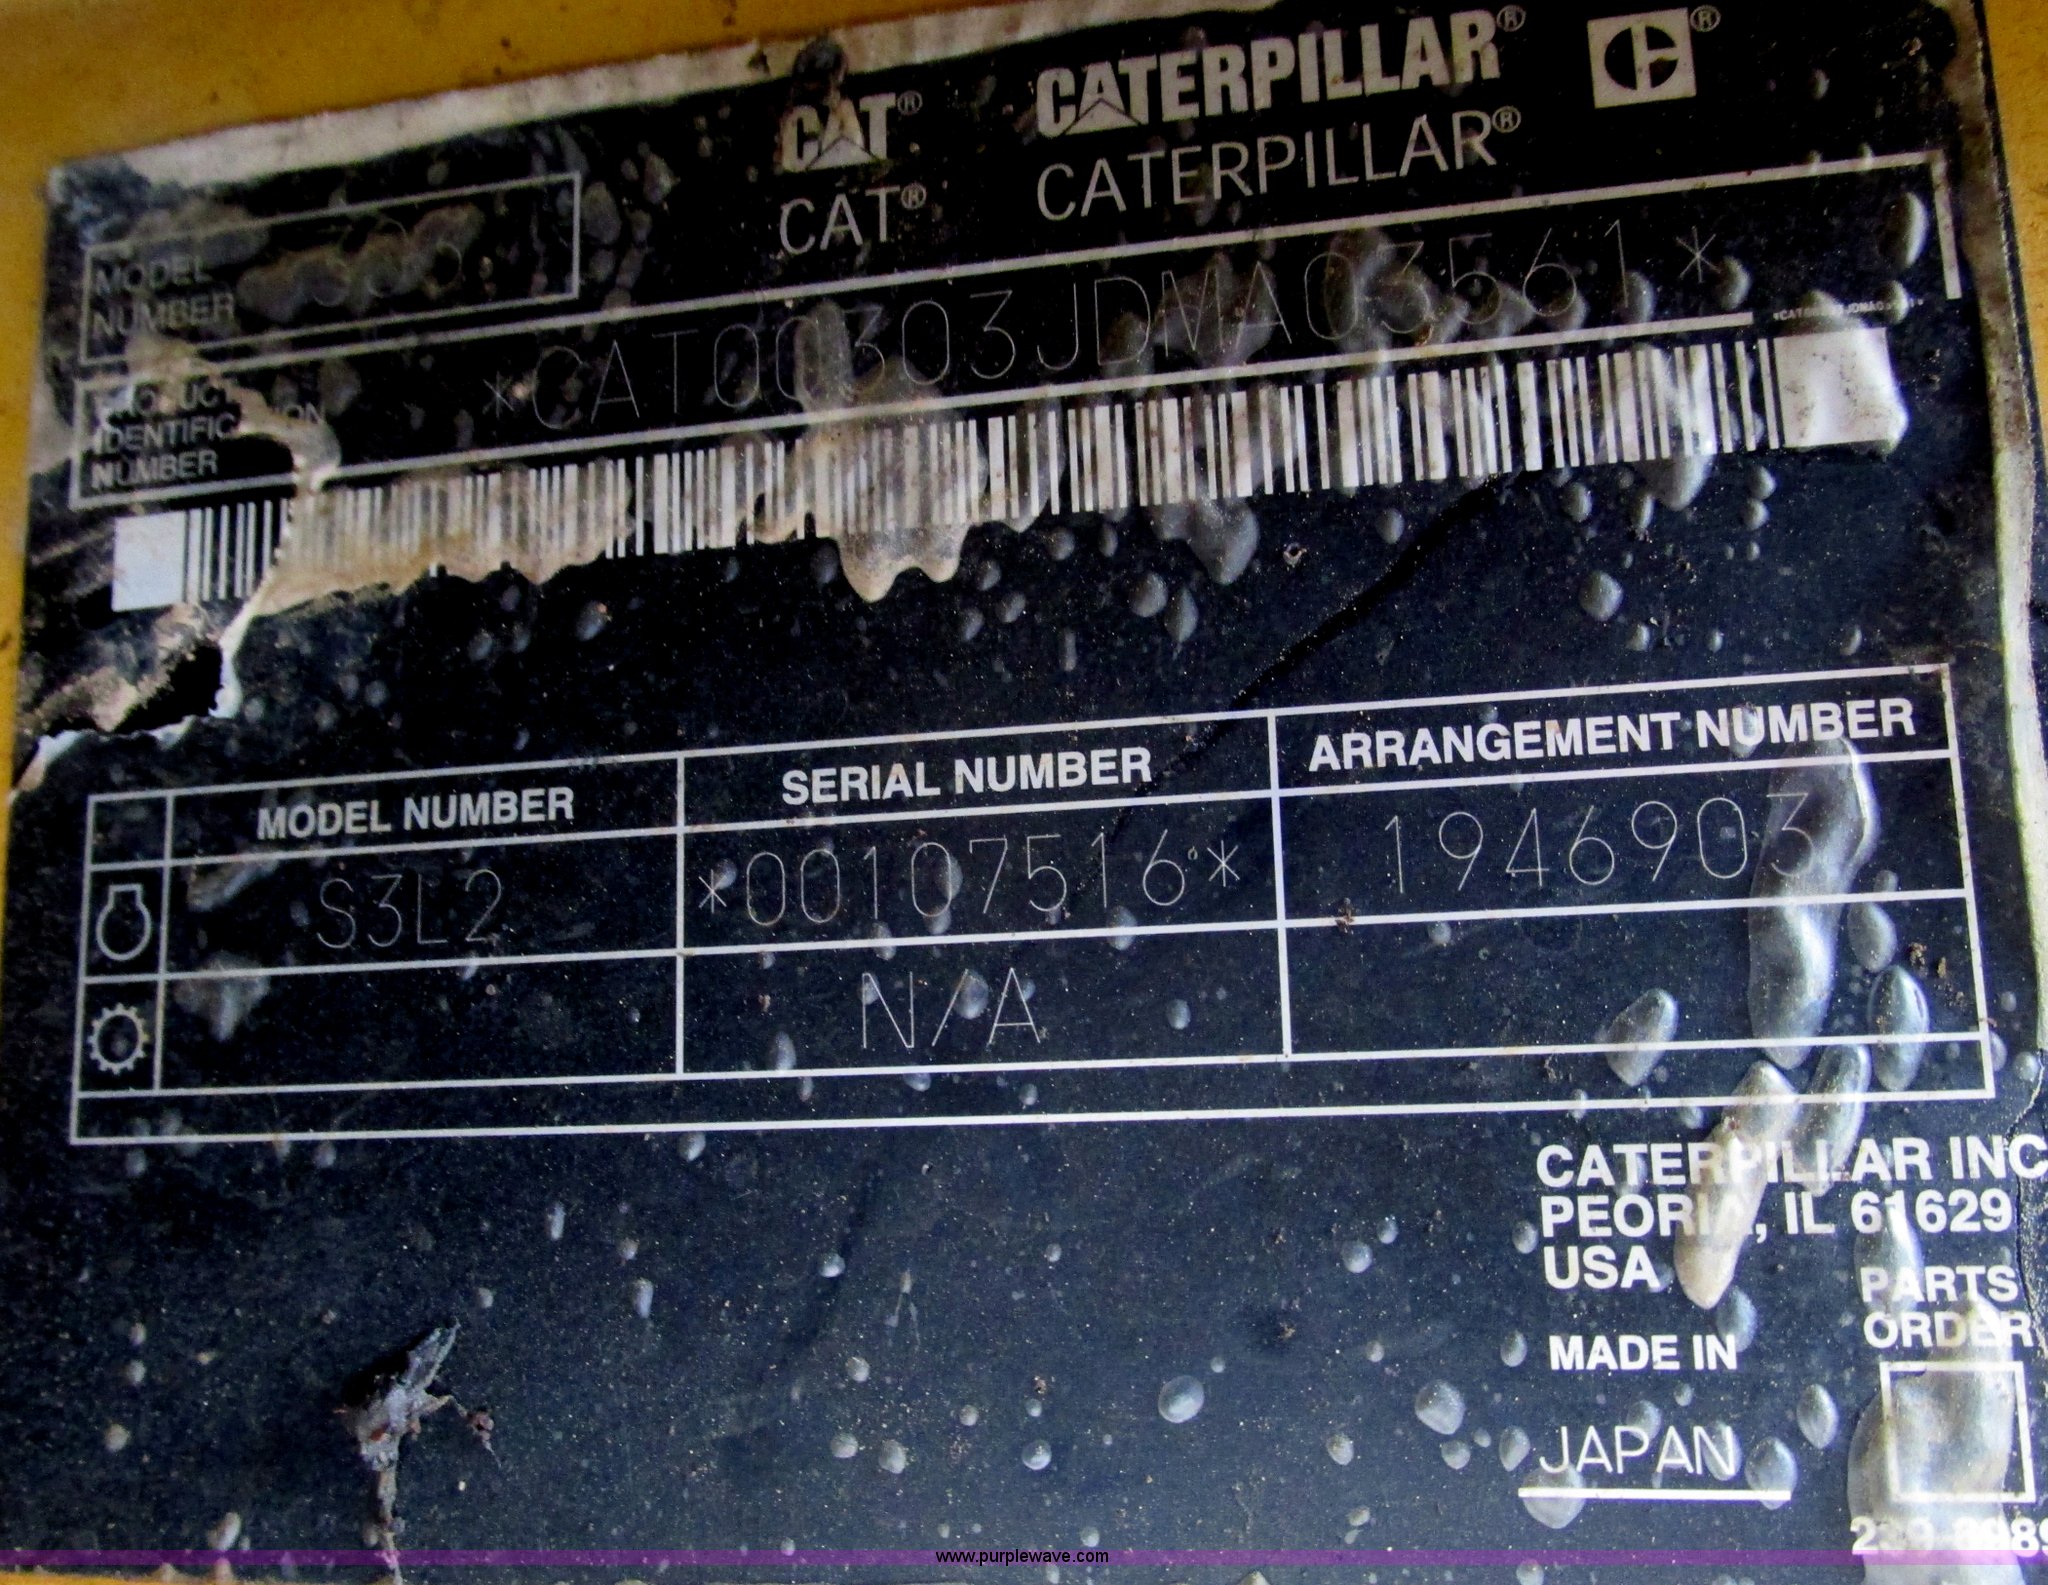 CAT® CATERPILLAR® ®
CAT® CATERPILLAR®
MODEL
NUMBER
PRODUCT
IDENTIFICATION
NUMBER
*CAT00303JDMA03561*
MODEL NUMBER SERIAL NUMBER ARRANGEMENT NUMBER
S3L2 *00107516* 1946903
N/A
CATERPILLAR INC
PEORIA, IL 61629
USA
PARTS
ORDER
MADE IN
JAPAN
www.purplewave.com